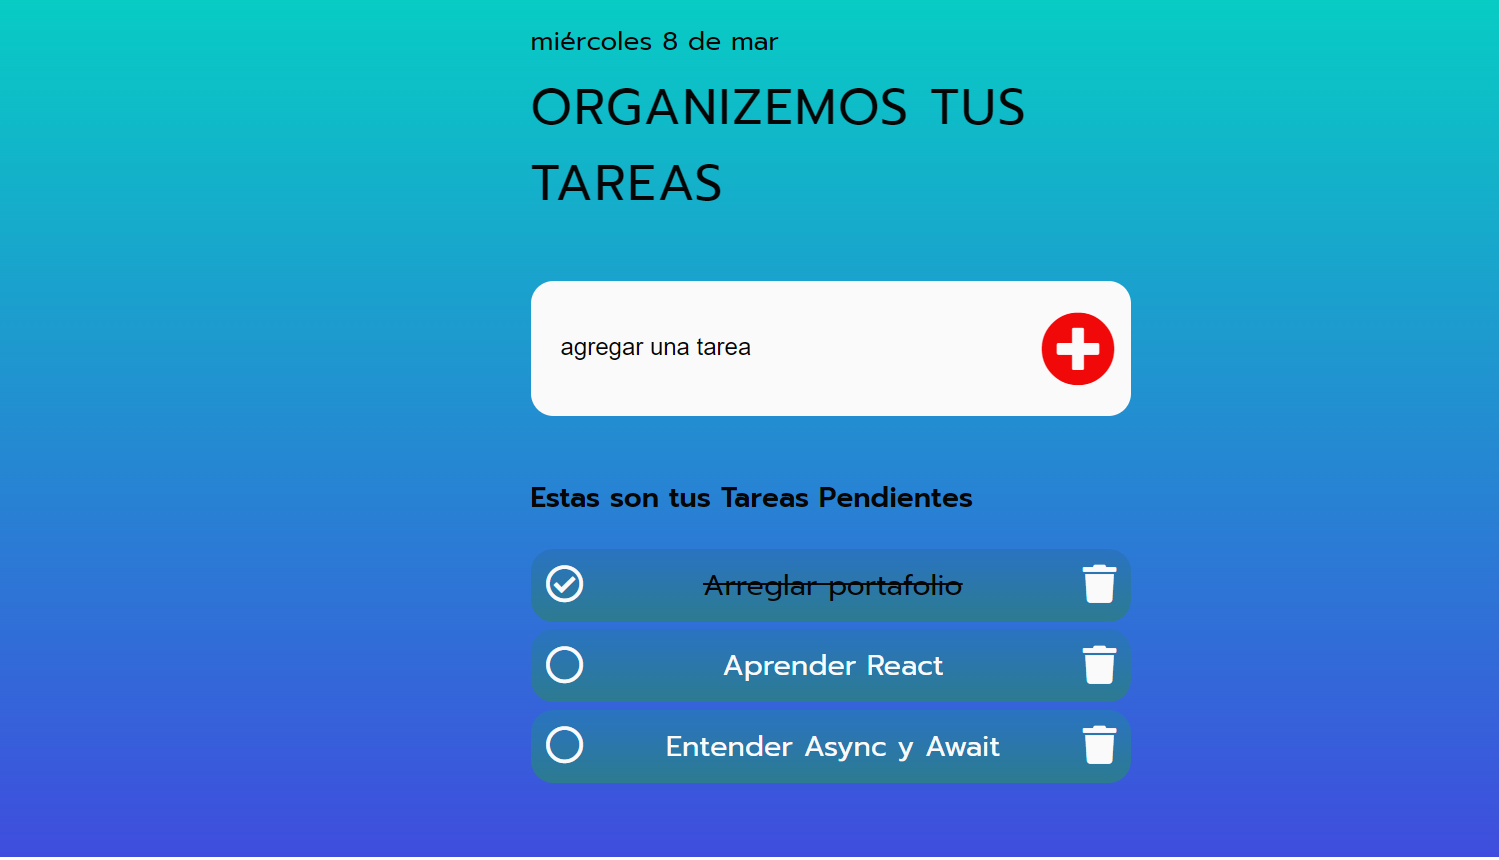 miércoles 8 de mar
ORGANIZEMOS TUS
TAREAS
agregar una tarea
Estas son tus Tareas Pendientes
Arreglar portafolio
Aprender React
Entender Async y Await